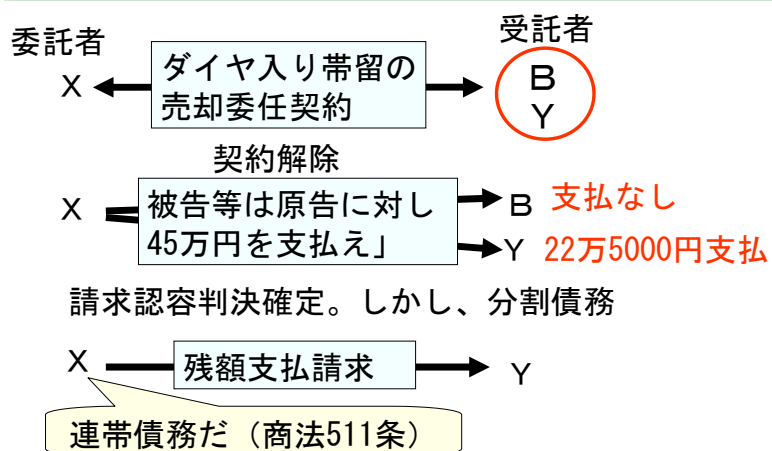 委託者
受託者
X
ダイヤ入り帯留の
売却委任契約
B
Y
契約解除
X
被告等は原告に対し
45万円を支払え」
B 支払なし
Y 22万5000円支払
請求認容判決確定。しかし、分割債務
X
残額支払請求
Y
連帯債務だ（商法511条）